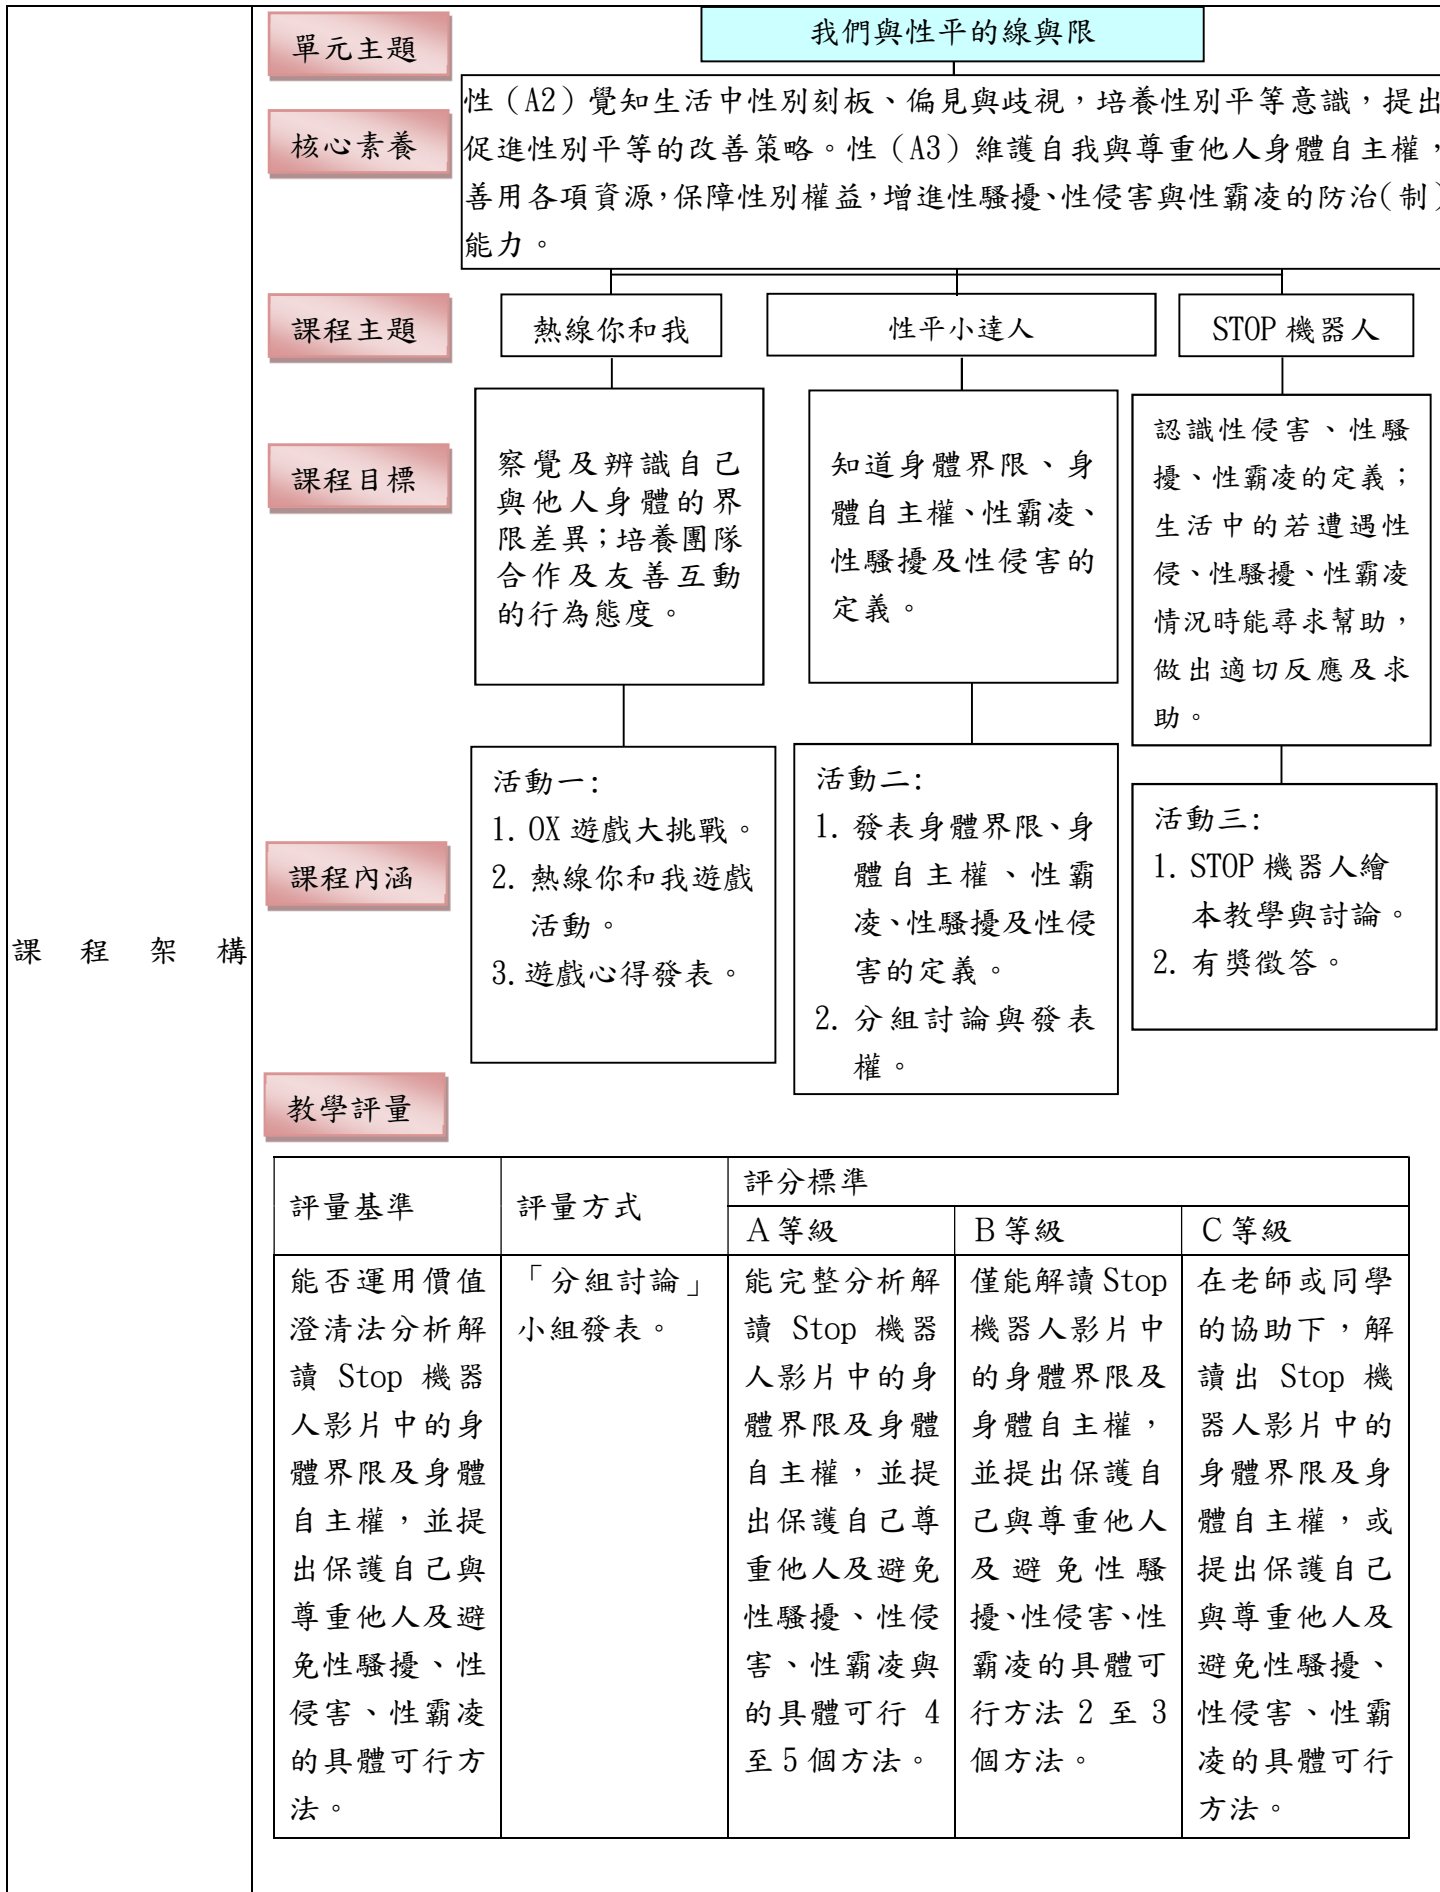 課程架構
單元主題
我們與性平的線與限
核心素養
性（A2）覺知生活中性別刻板、偏見與歧視，培養性別平等意識，提出
促進性別平等的改善策略。性（A3）維護自我與尊重他人身體自主權，
善用各項資源，保障性別權益，增進性騷擾、性侵害與性霸凌的防治（制）
能力。
課程主題
熱線你和我
性平小達人
STOP 機器人
課程目標
察覺及辨識自己
與他人身體的界
限差異；培養團隊
合作及友善互動
的行為態度。
知道身體界限、身
體自主權、性霸凌、
性騷擾及性侵害的
定義。
認識性侵害、性騷
擾、性霸凌的定義；
生活中的若遭遇性
侵、性騷擾、性霸凌
情況時能尋求幫助，
做出適切反應及求
助。
課程內涵
活動一：
1. OX 遊戲大挑戰。
2. 熱線你和我遊戲
活動。
3. 遊戲心得發表。
活動二：
1. 發表身體界限、身
體自主權、性霸
凌、性騷擾及性侵
害的定義。
2. 分組討論與發表
權。
活動三：
1. STOP 機器人繪
本教學與討論。
2. 有獎徵答。
教學評量
評量基準
評量方式
評分標準
A 等級
B 等級
C 等級
能否運用價值
澄清法分析解
讀 Stop 機器
人影片中的身
體界限及身體
自主權，並提
出保護自己與
尊重他人及避
免性騷擾、性
侵害、性霸凌
的具體可行方
法。
「分組討論」
小組發表。
能完整分析解
讀 Stop 機器
人影片中的身
體界限及身體
自主權，並提
出保護自己尊
重他人及避免
性騷擾、性侵
害、性霸凌與
的具體可行 4
至 5 個方法。
僅能解讀 Stop
機器人影片中
的身體界限及
身體自主權，
並提出保護自
己與尊重他人
及避免性騷
擾、性侵害、性
霸凌的具體可
行方法 2 至 3
個方法。
在老師或同學
的協助下，解
讀出 Stop 機
器人影片中的
身體界限及身
體自主權，或
提出保護自己
與尊重他人及
避免性騷擾、
性侵害、性霸
凌的具體可行
方法。